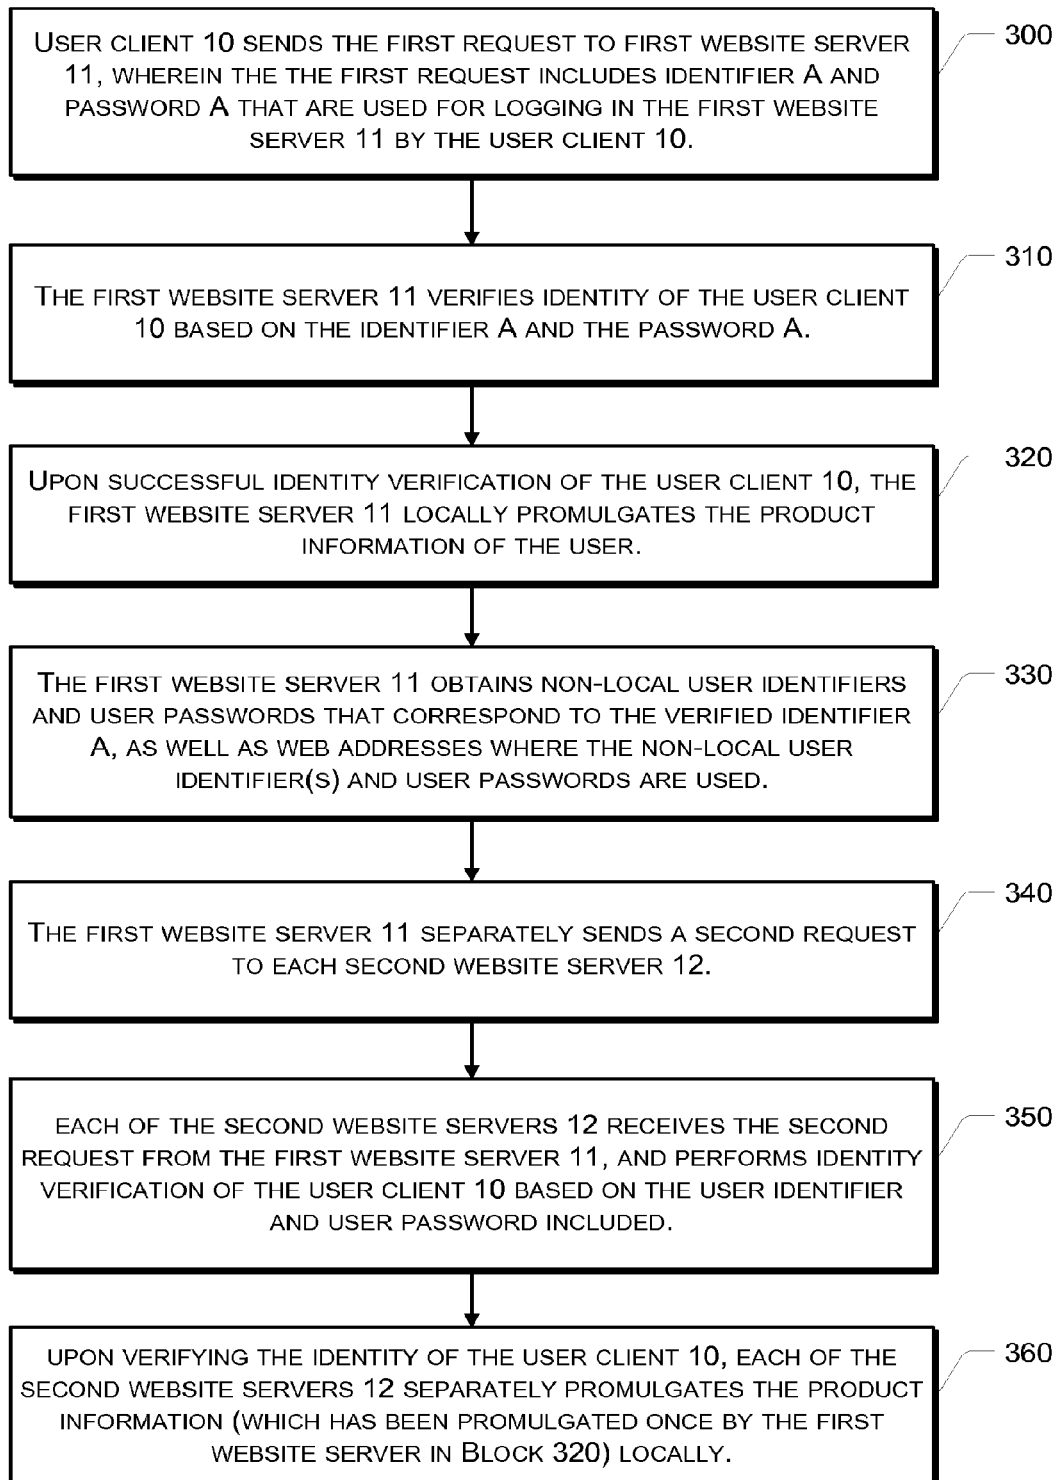 USER CLIENT 10 SENDS THE FIRST REQUEST TO FIRST WEBSITE SERVER
11, WHEREIN THE THE FIRST REQUEST INCLUDES IDENTIFIER A AND
PASSWORD A THAT ARE USED FOR LOGGING IN THE FIRST WEBSITE
SERVER 11 BY THE USER CLIENT 10.
300
THE FIRST WEBSITE SERVER 11 VERIFIES IDENTITY OF THE USER CLIENT
10 BASED ON THE IDENTIFIER A AND THE PASSWORD A.
310
UPON SUCCESSFUL IDENTITY VERIFICATION OF THE USER CLIENT 10, THE
FIRST WEBSITE SERVER 11 LOCALLY PROMULGATES THE PRODUCT
INFORMATION OF THE USER.
320
THE FIRST WEBSITE SERVER 11 OBTAINS NON-LOCAL USER IDENTIFIERS
AND USER PASSWORDS THAT CORRESPOND TO THE VERIFIED IDENTIFIER
A, AS WELL AS WEB ADDRESSES WHERE THE NON-LOCAL USER
IDENTIFIER(S) AND USER PASSWORDS ARE USED.
330
THE FIRST WEBSITE SERVER 11 SEPARATELY SENDS A SECOND REQUEST
TO EACH SECOND WEBSITE SERVER 12.
340
EACH OF THE SECOND WEBSITE SERVERS 12 RECEIVES THE SECOND
REQUEST FROM THE FIRST WEBSITE SERVER 11, AND PERFORMS IDENTITY
VERIFICATION OF THE USER CLIENT 10 BASED ON THE USER IDENTIFIER
AND USER PASSWORD INCLUDED.
350
UPON VERIFYING THE IDENTITY OF THE USER CLIENT 10, EACH OF THE
SECOND WEBSITE SERVERS 12 SEPARATELY PROMULGATES THE PRODUCT
INFORMATION (WHICH HAS BEEN PROMULGATED ONCE BY THE FIRST
WEBSITE SERVER IN BLOCK 320) LOCALLY.
360